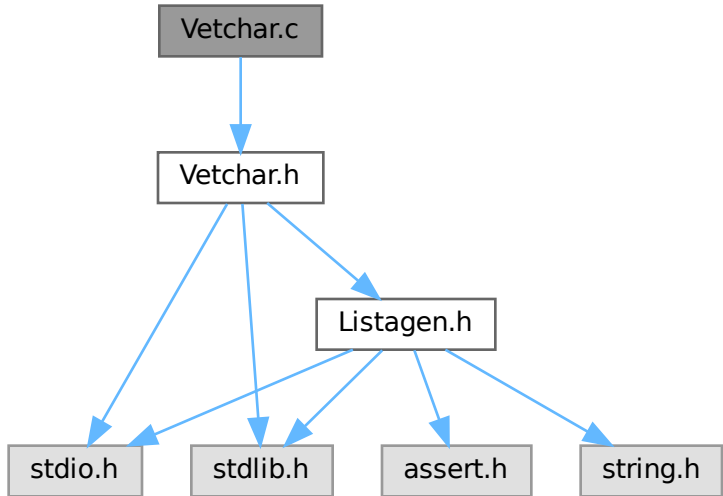 Vetchar.c
Vetchar.h
Listagen.h
stdio.h
stdlib.h
assert.h
string.h